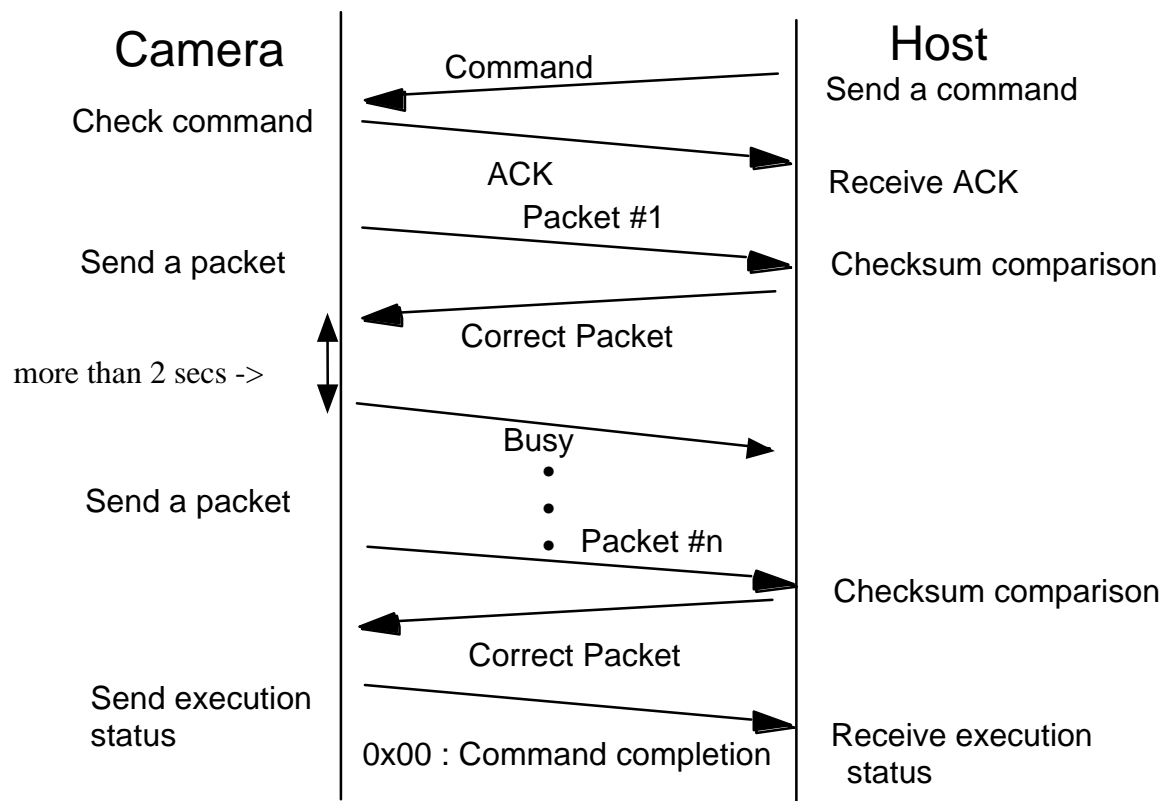 Camera
Host
Command
Send a command
Check command
ACK
Receive ACK
Packet #1
Send a packet
Checksum comparison
Correct Packet
more than 2 secs ->
Busy
Send a packet
Packet #n
Checksum comparison
Correct Packet
Send execution
status
0x00 : Command completion
Receive execution
status